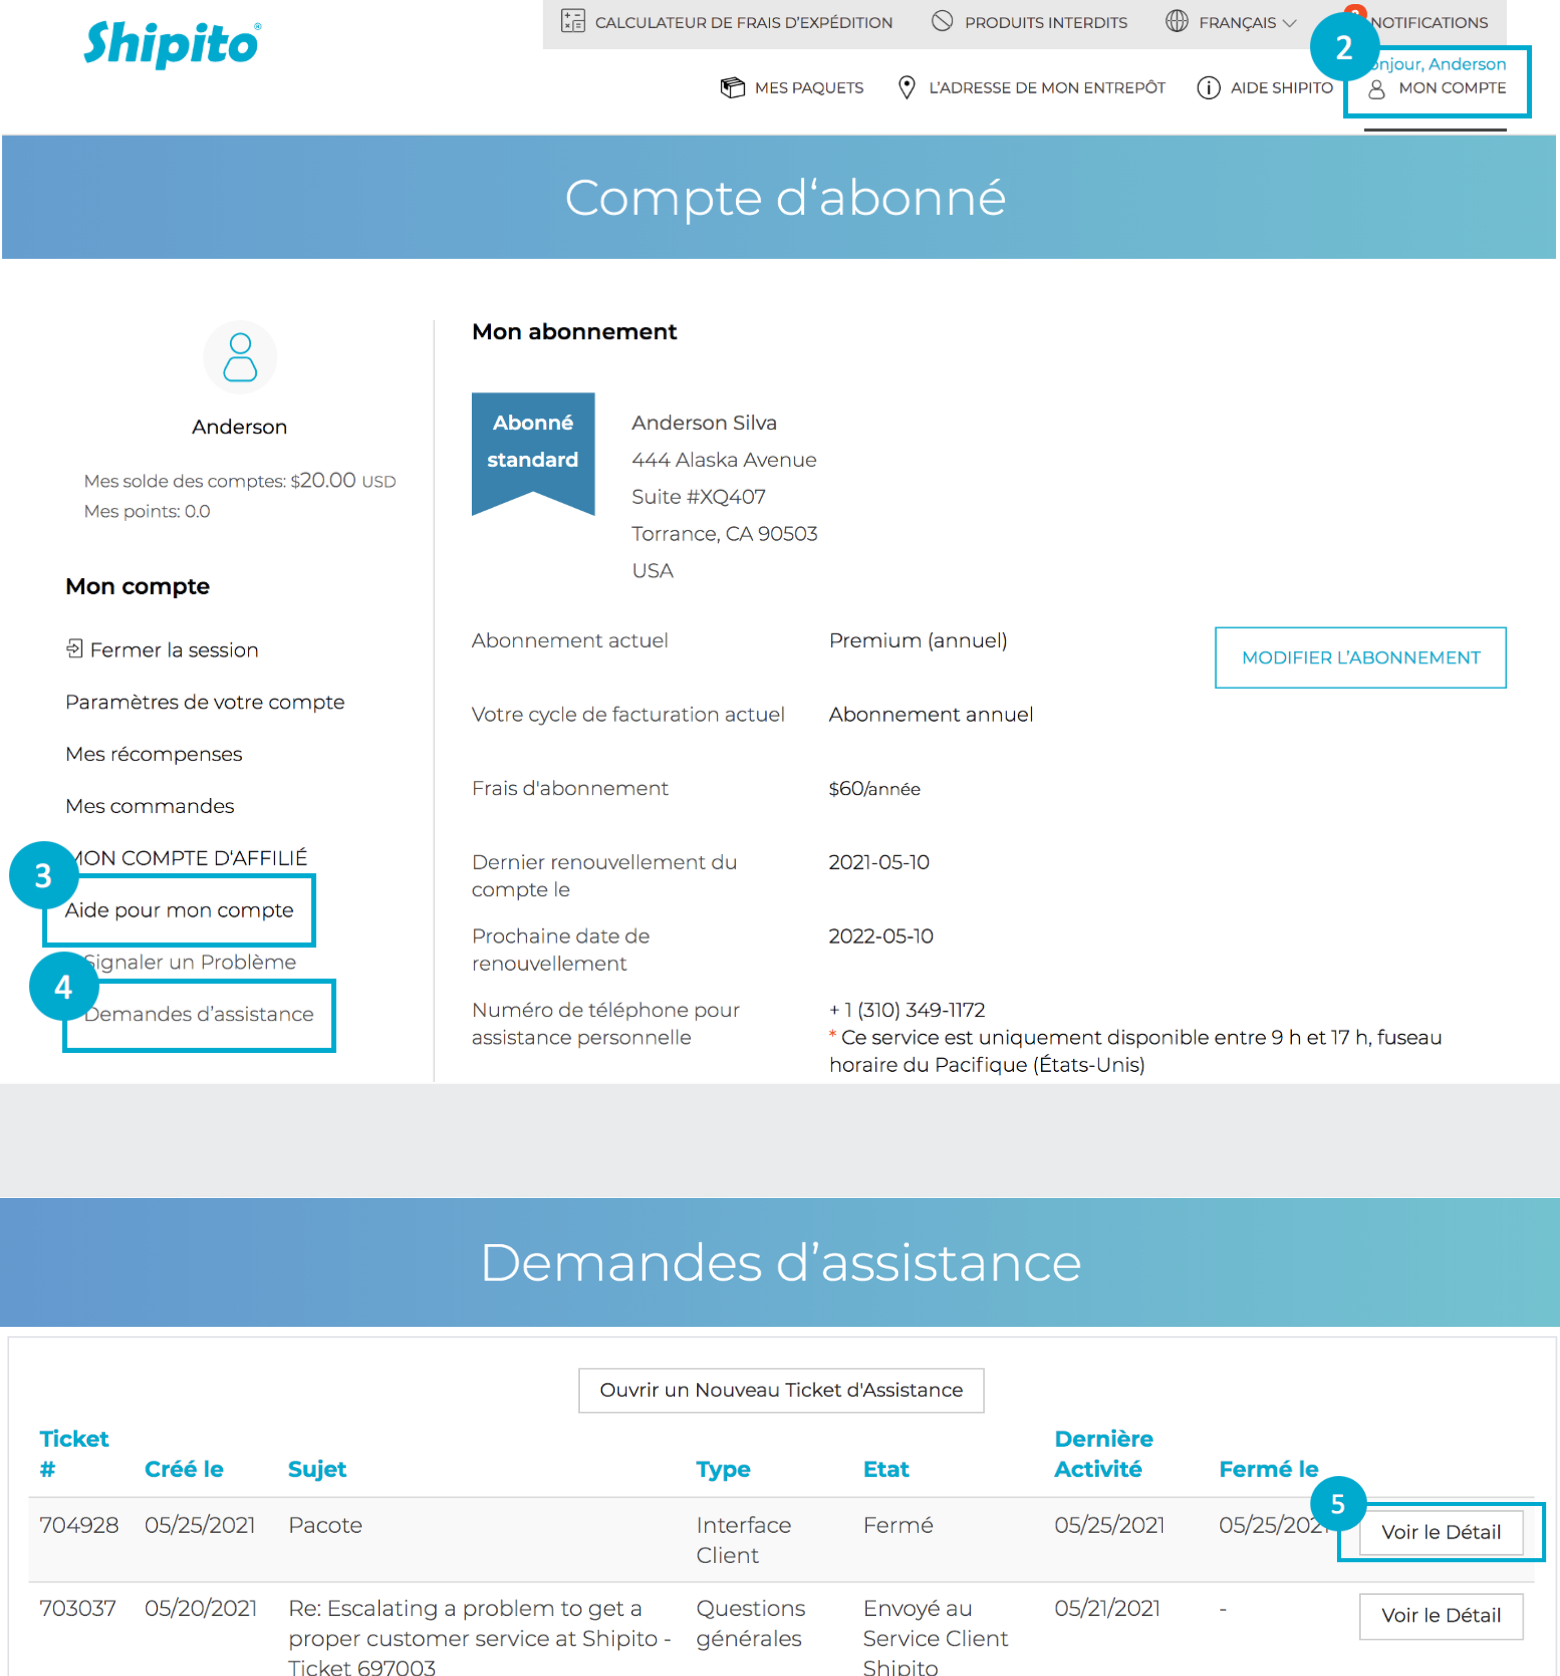 Shipito®
CALCULATEUR DE FRAIS D'EXPÉDITION
PRODUITS INTERDITS
FRANÇAIS
NOTIFICATIONS
2
njour, Anderson
MES PAQUETS
L'ADRESSE DE MON ENTREPÔT
AIDE SHIPITO
MON COMPTE
Compte d‘abonné
Anderson
Mes solde des comptes: $20.00 USD
Mes points: 0.0
Mon compte
Fermer la session
Paramètres de votre compte
Mes récompenses
Mes commandes
MON COMPTE D'AFFILIÉ
3
Aide pour mon compte
Signaler un Problème
4
Demandes d'assistance
Mon abonnement
Abonné
standard
Anderson Silva
444 Alaska Avenue
Suite #XQ407
Torrance, CA 90503
USA
Abonnement actuel
Premium (annuel)
MODIFIER L'ABONNEMENT
Votre cycle de facturation actuel
Abonnement annuel
Frais d'abonnement
$60/année
Dernier renouvellement du
compte le
2021-05-10
Prochaine date de
renouvellement
2022-05-10
Numéro de téléphone pour
assistance personnelle
+ 1 (310) 349-1172
* Ce service est uniquement disponible entre 9 h et 17 h, fuseau
horaire du Pacifique (États-Unis)
Demandes d'assistance
Ouvrir un Nouveau Ticket d'Assistance
Ticket
#
Créé le
Sujet
Type
Etat
Dernière
Activité
Fermé le
5
704928 05/25/2021 Pacote Interface Fermé 05/25/2021 05/25/2021 Voir le Détail
Client
703037 05/20/2021 Re: Escalating a problem to get a Questions Envoyé au 05/21/2021 - Voir le Détail
proper customer service at Shipito - générales Service Client
Ticket 697003 Shipito